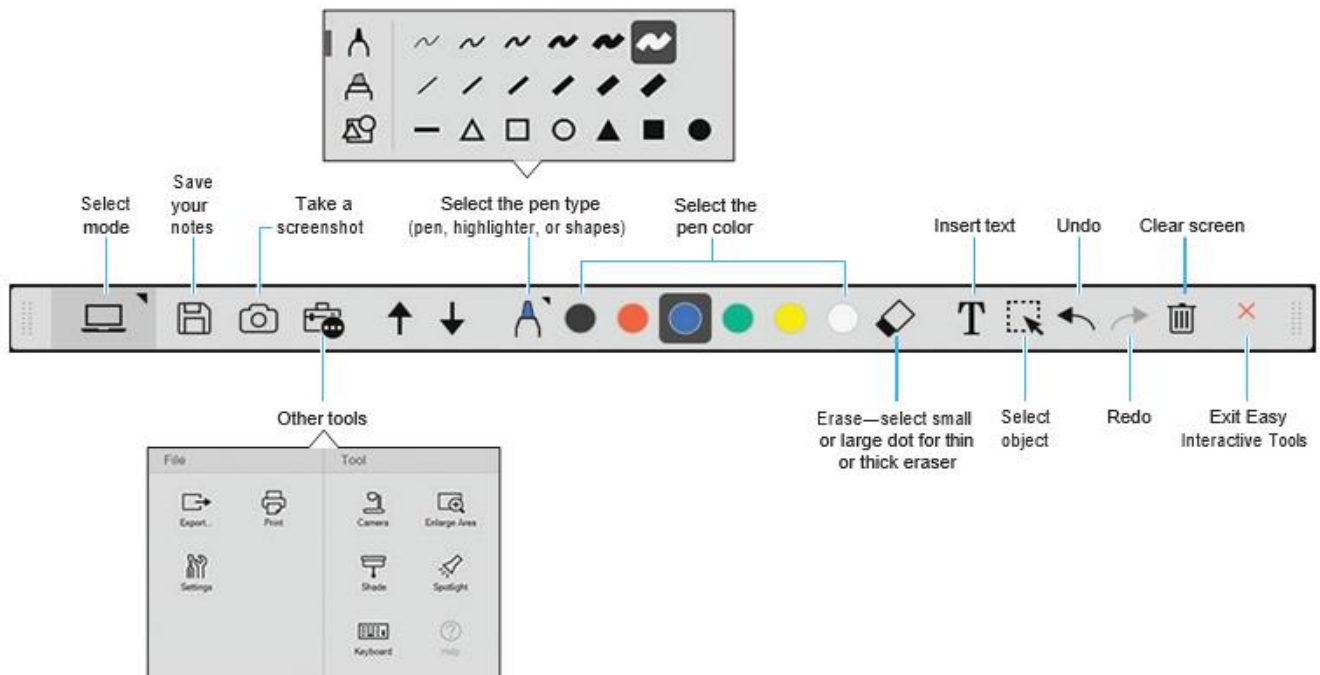 Save
your
notes
Select
mode
Take a
screenshot
Select the pen type
(pen, highlighter, or shapes)
Select the
pen color
Insert text
Undo
Clear screen
T
Other tools
Erase—select small
or large dot for thin
or thick eraser
Select
object
Redo
Exit Easy
Interactive Tools
File
Tool
Export...
Print
Camera
Enlarge Area
Settings
Shade
Spotlight
Keyboard
Help